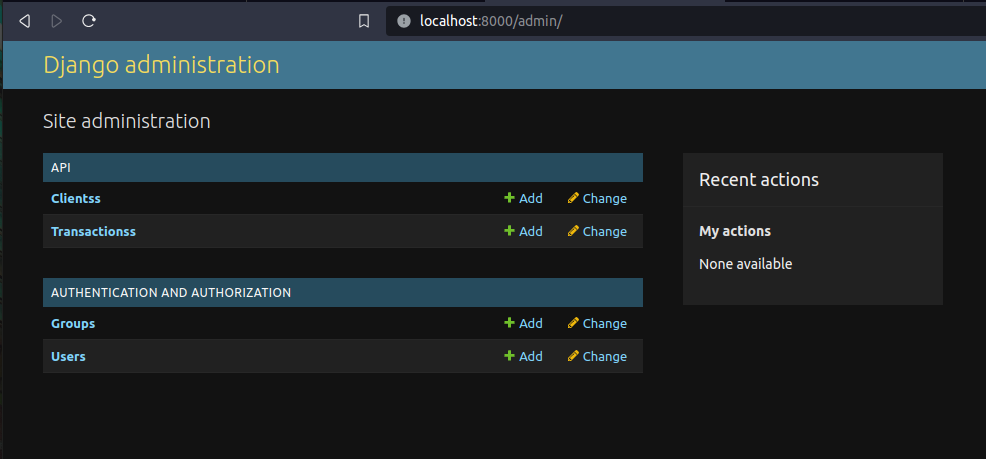 localhost:8000/admin/
Django administration
Site administration
API
Clientss Add Change
Transactionss Add Change
AUTHENTICATION AND AUTHORIZATION
Groups Add Change
Users Add Change
Recent actions
My actions
None available